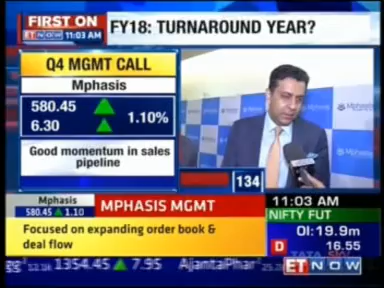 FIRST ON
ET NOW 11:03 AM
FY18: TURNAROUND YEAR?
Q4 MGMT CALL
Mphasis
580.45
6.30
1.10%
Good momentum in sales
pipeline
Mphasis
134
Mphasis
580.45 1.10
MPHASIS MGMT
Focused on expanding order book &
deal flow
11:03 AM
NIFTY FUT
01:19.9m
D 16.55
TATA sky
1354.45 7.95 AjantaPhar
ET NOW